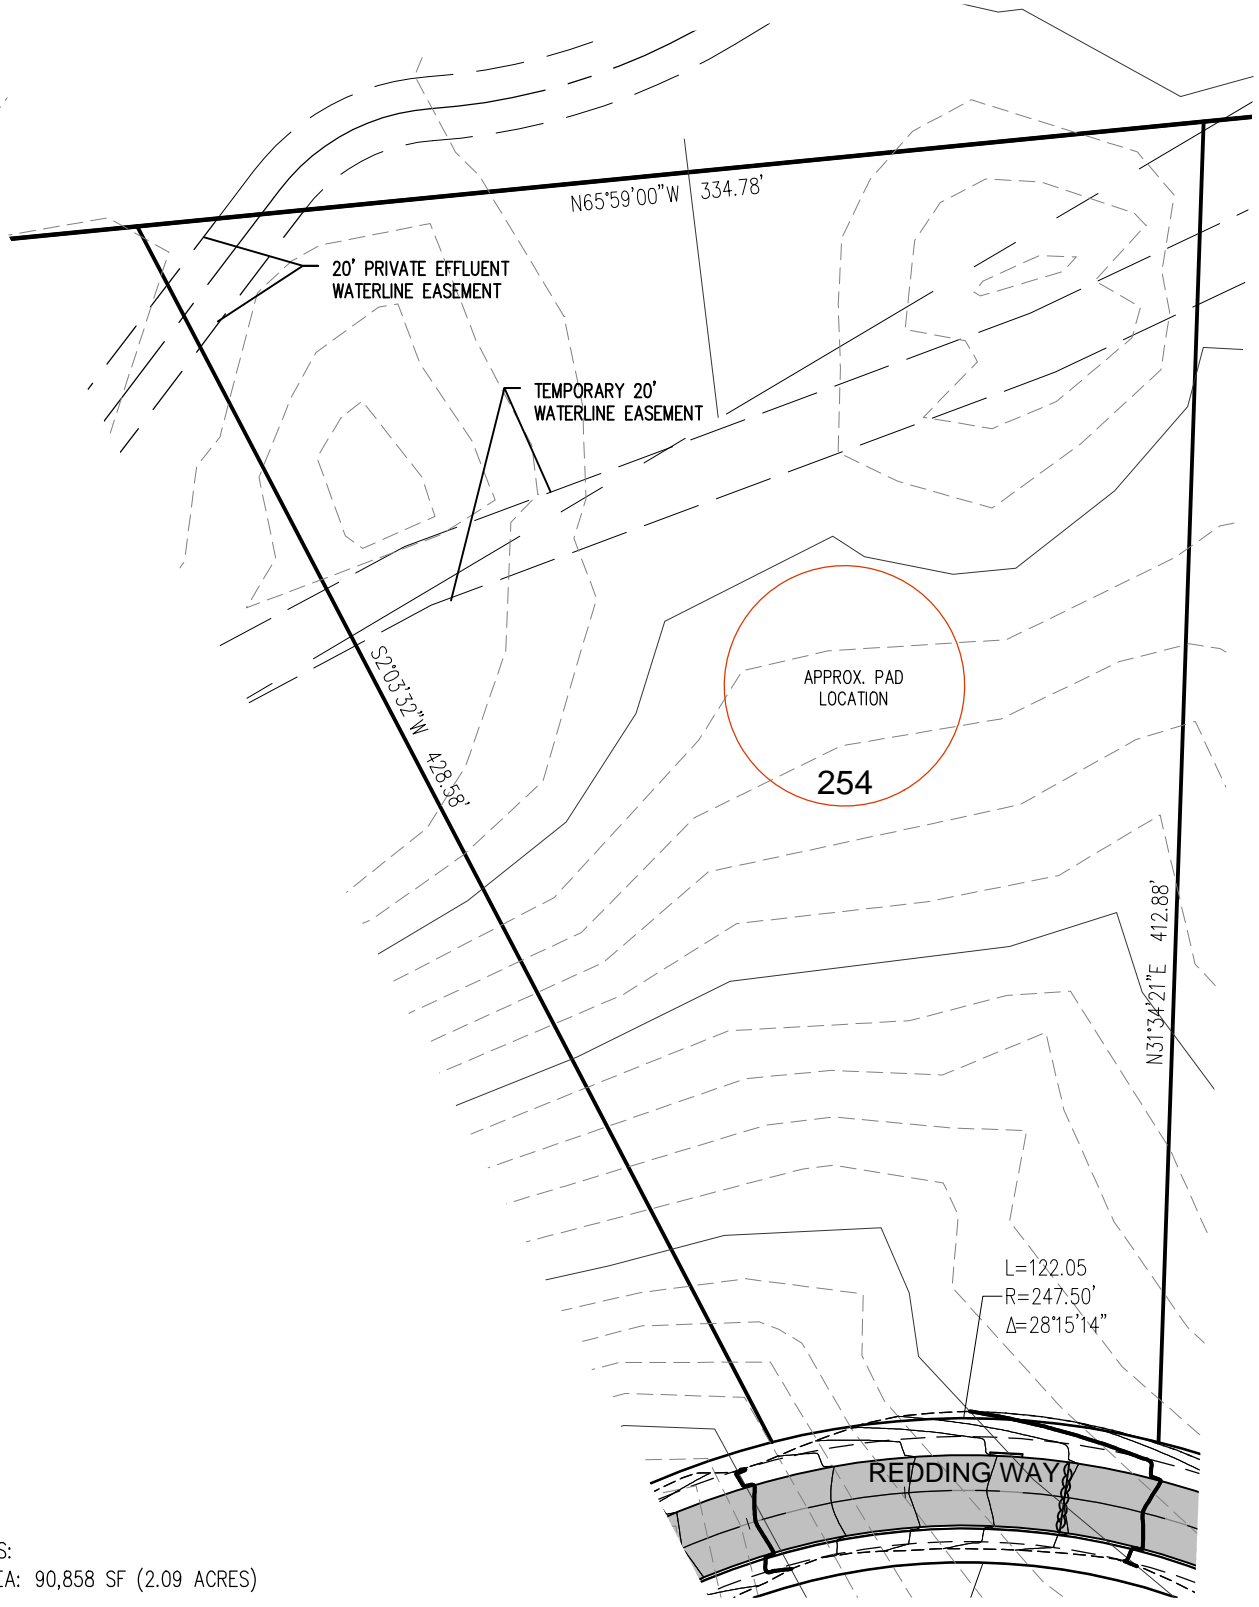 N65°59'00"W 334.78'
20' PRIVATE EFFLUENT
WATERLINE EASEMENT
TEMPORARY 20'
WATERLINE EASEMENT
S2°03'32"W 428.58'
APPROX. PAD
LOCATION
254
N31°34'21"E 412.88'
L=122.05
R=247.50'
Δ=28°15'14"
REDDING WAY
S:
EA: 90,858 SF (2.09 ACRES)